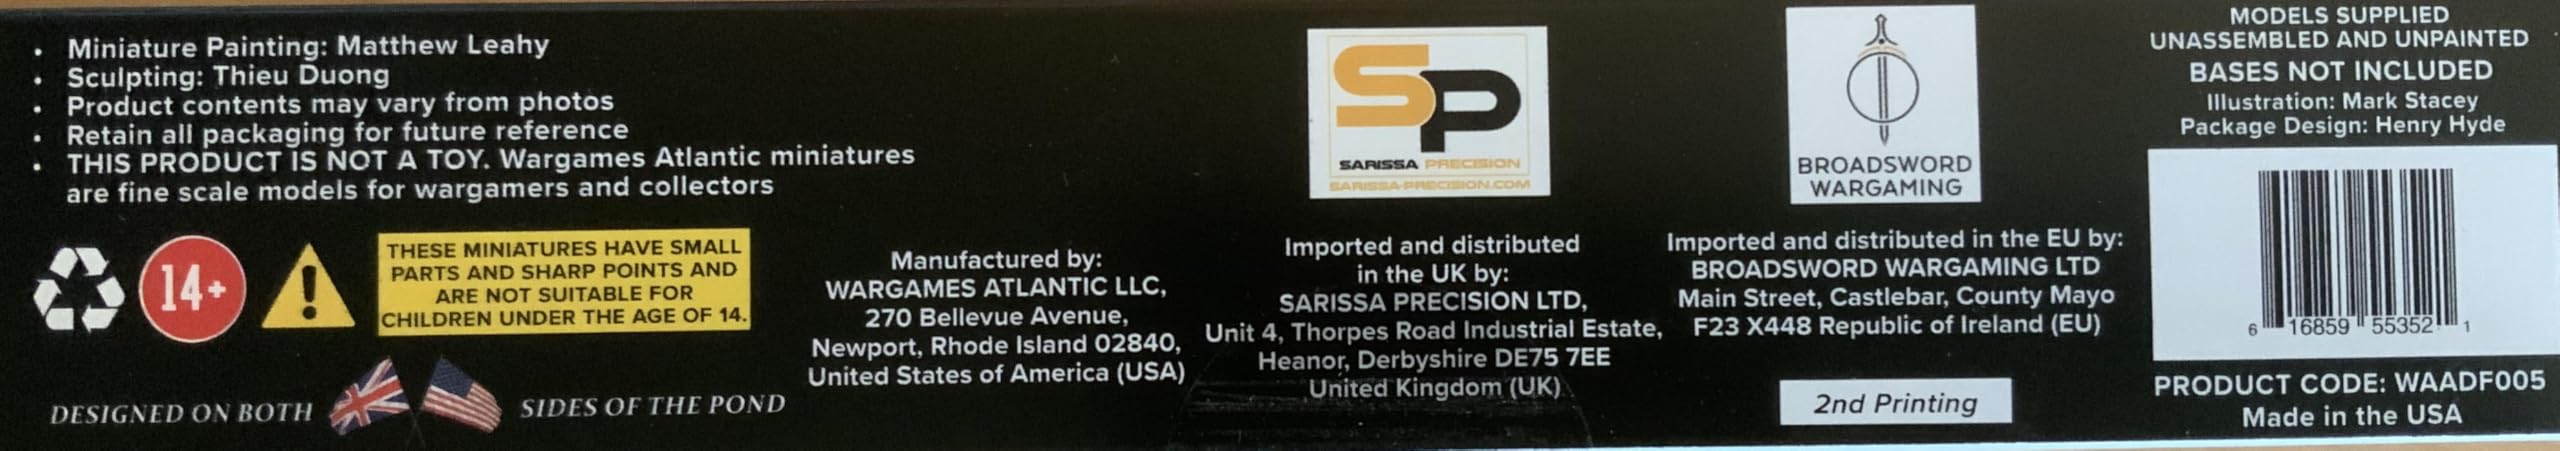 • Miniature Painting: Matthew Leahy
• Sculpting: Thieu Duong
• Product contents may vary from photos
• Retain all packaging for future reference
• THIS PRODUCT IS NOT A TOY. Wargames Atlantic miniatures
are fine scale models for wargamers and collectors
14+
THESE MINIATURES HAVE SMALL
PARTS AND SHARP POINTS AND
ARE NOT SUITABLE FOR
CHILDREN UNDER THE AGE OF 14.
DESIGNED ON BOTH SIDES OF THE POND
Manufactured by:
WARGAMES ATLANTIC LLC,
270 Bellevue Avenue,
Newport, Rhode Island 02840,
United States of America (USA)
SP
SARISSA PRECISION
SARISSA-PRECISION.COM
Imported and distributed
in the UK by:
SARISSA PRECISION LTD,
Unit 4, Thorpes Road Industrial Estate,
Heanor, Derbyshire DE75 7EE
United Kingdom (UK)
BROADSWORD
WARGAMING
Imported and distributed in the EU by:
BROADSWORD WARGAMING LTD
Main Street, Castlebar, County Mayo
F23 X448 Republic of Ireland (EU)
2nd Printing
MODELS SUPPLIED
UNASSEMBLED AND UNPAINTED
BASES NOT INCLUDED
Illustration: Mark Stacey
Package Design: Henry Hyde
6 16859 55352 1
PRODUCT CODE: WAADF005
Made in the USA